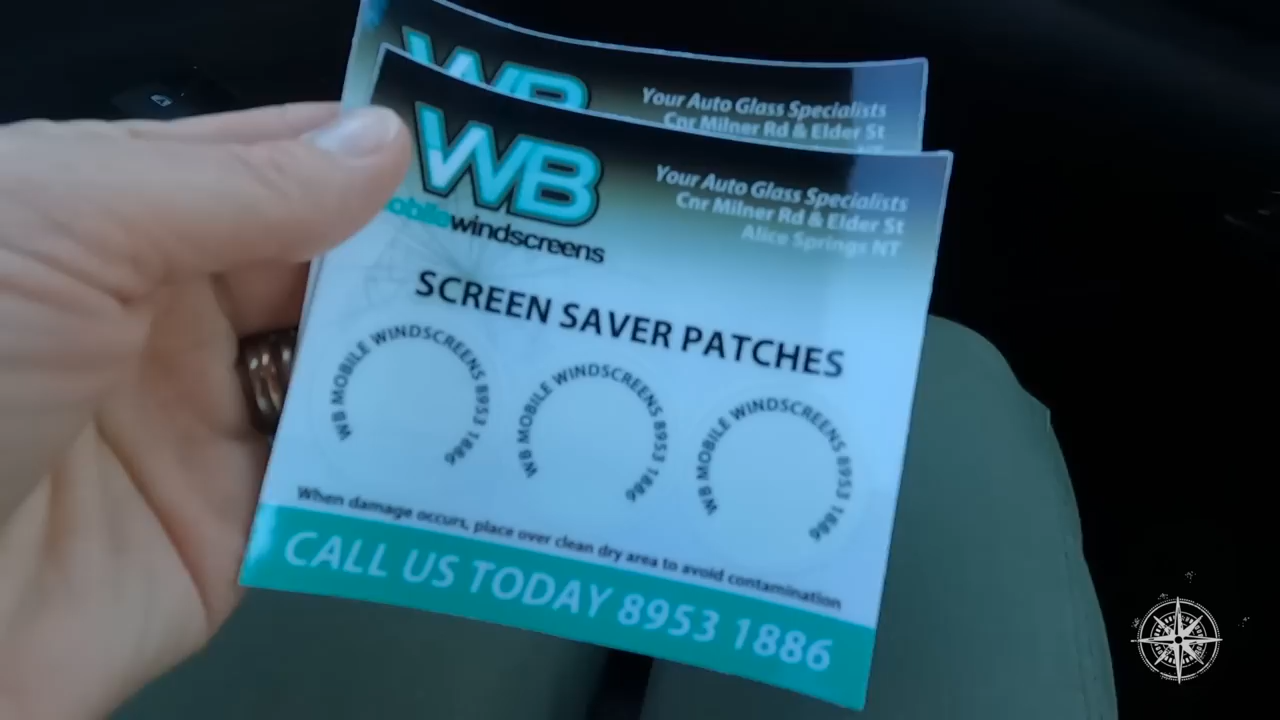 WB
Your Auto Glass Specialists
Cnr Milner Rd & Elder St
NT
WB
Your Auto Glass Specialists
Cnr Milner Rd & Elder St
Alice Springs NT
obilewindscreens
SCREEN SAVER PATCHES
WB MOBILE WINDSCREENS 8953 1886
WB MOBILE WINDSCREENS 8953 1886
WB MOBILE WINDSCREENS 8953 1886
When damage occurs, place over clean dry area to avoid contamination
CALL US TODAY 8953 1886